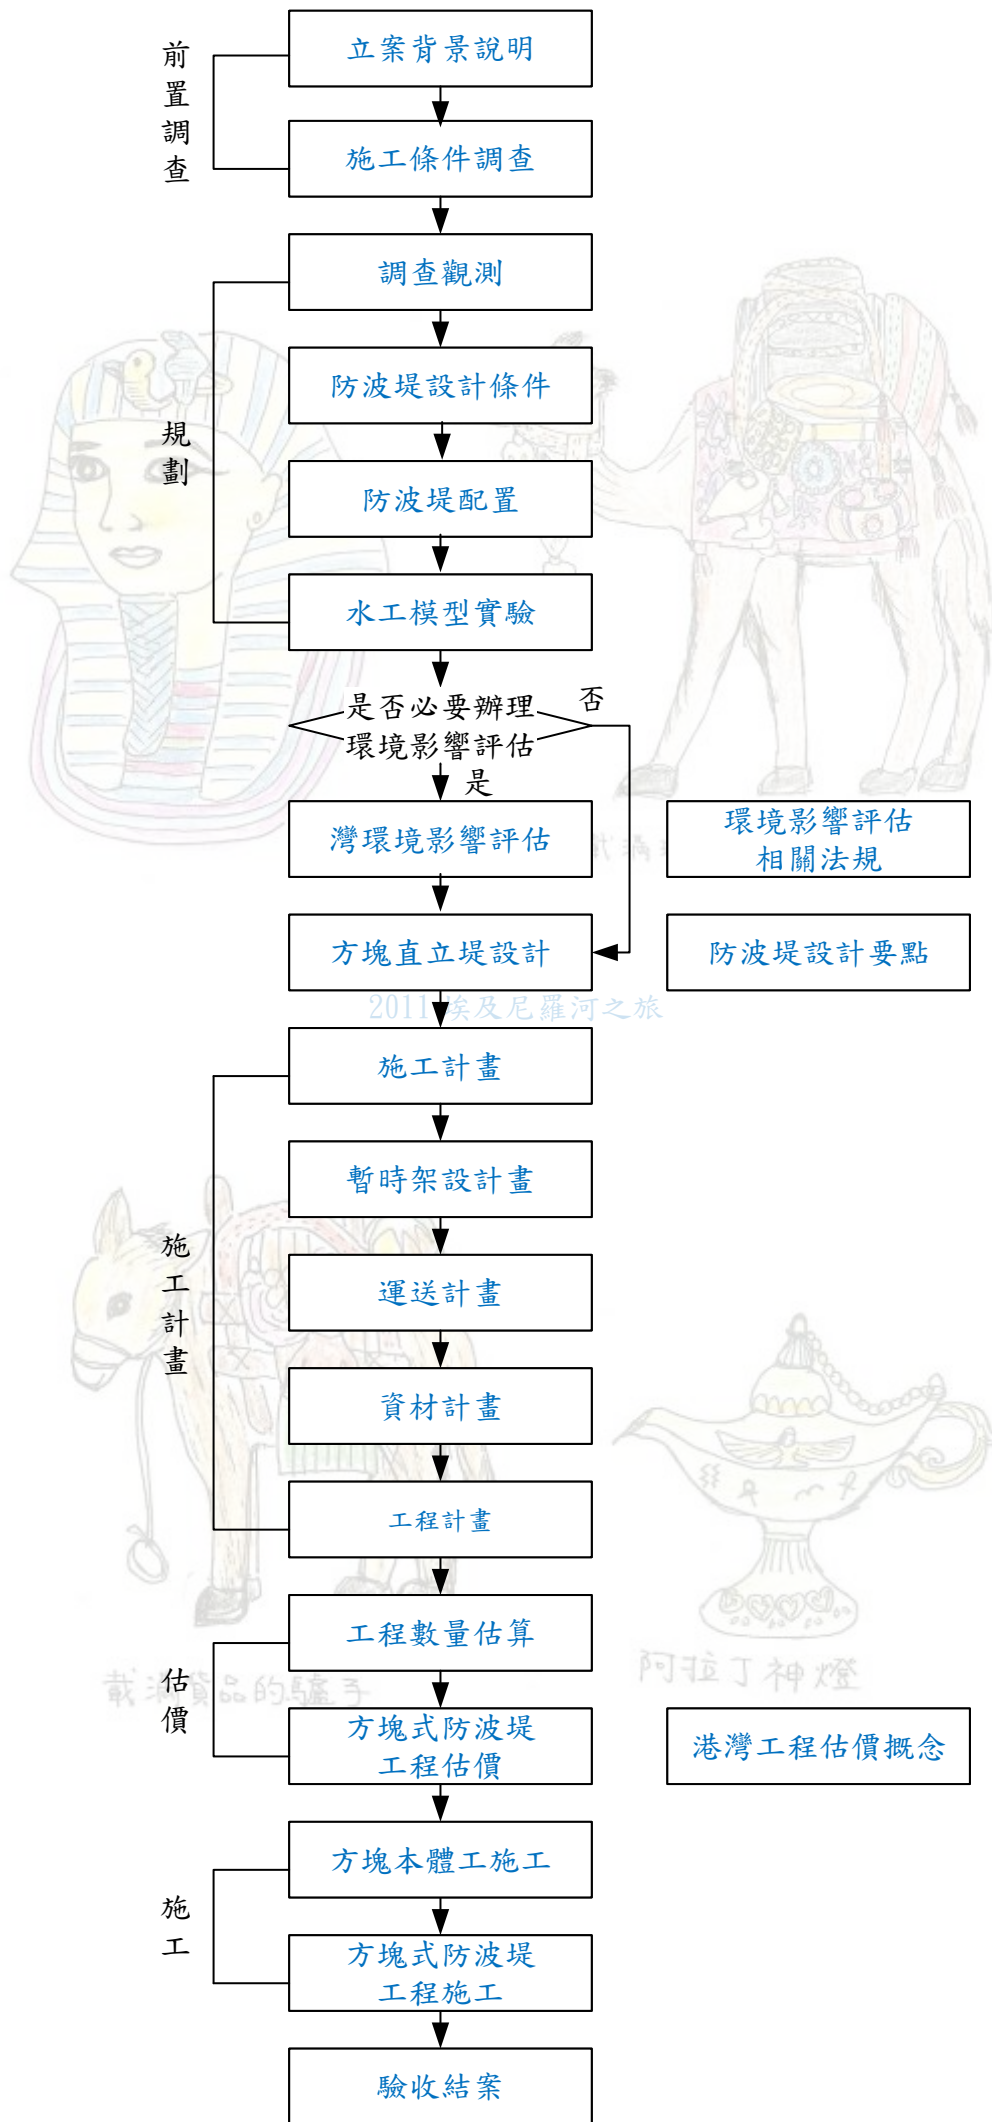 立案背景說明
前置調查
施工條件調查
調查觀測
防波堤設計條件
規劃
防波堤配置
水工模型實驗
是否必要辦理
環境影響評估
否
是
灣環境影響評估
環境影響評估
相關法規
載滿
方塊直立堤設計
防波堤設計要點
2011埃及尼羅河之旅
施工計畫
暫時架設計畫
施工計畫
運送計畫
資材計畫
工程計畫
工程數量估算
估價
載滿貨品的驢子
阿拉丁神燈
方塊式防波堤
工程估價
港灣工程估價概念
方塊本體工施工
施工
方塊式防波堤
工程施工
驗收結案